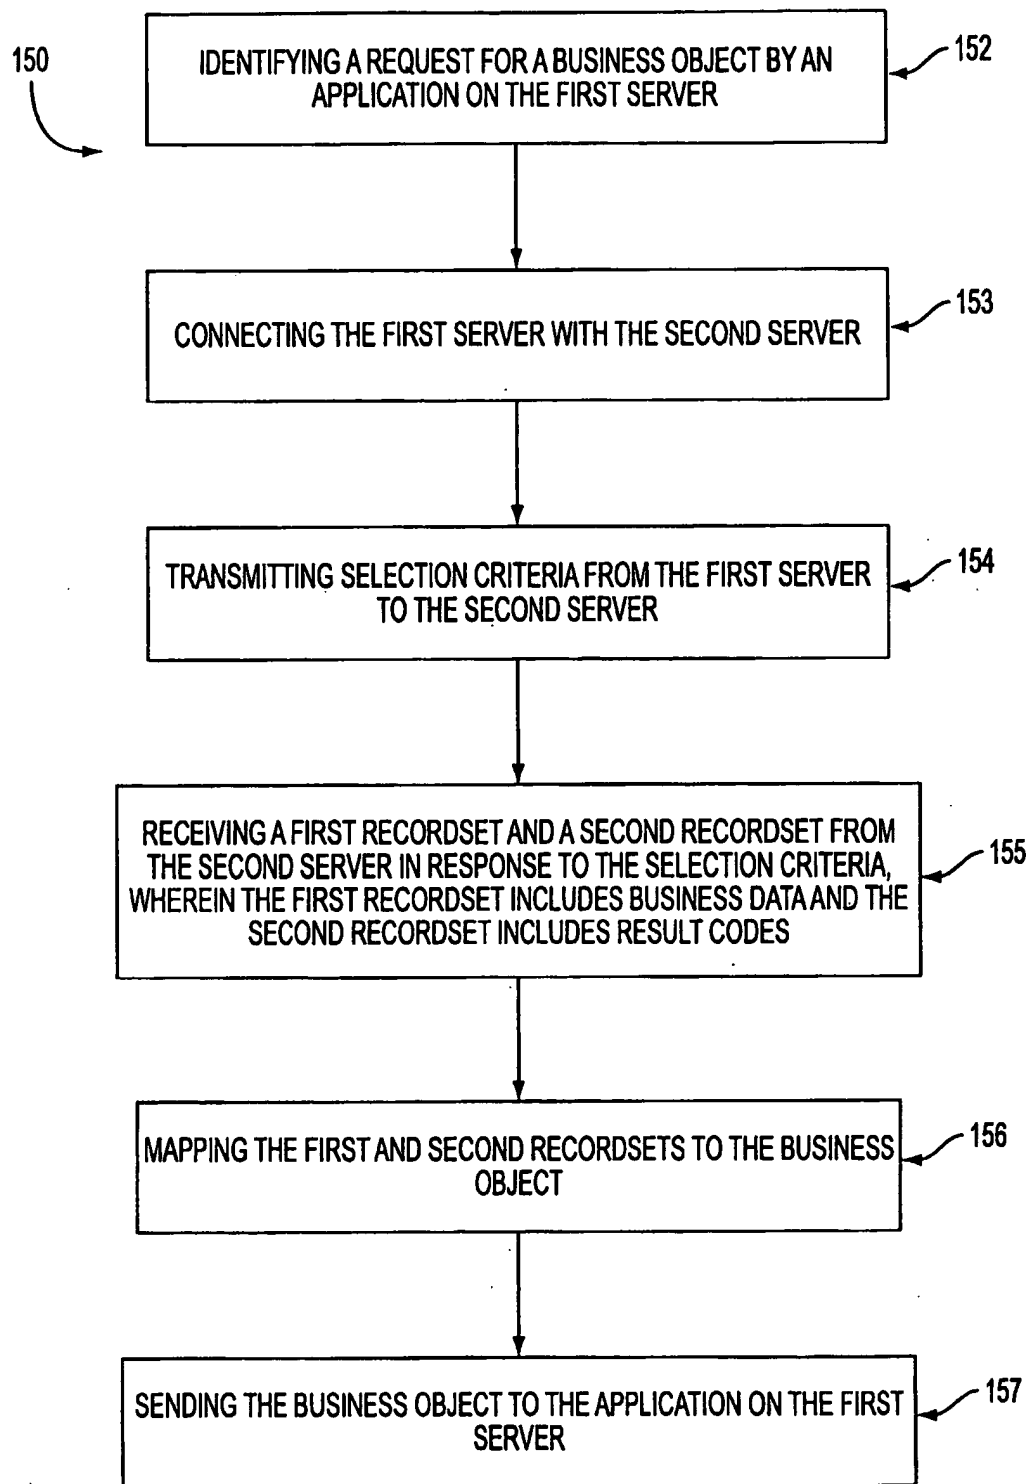 150
IDENTIFYING A REQUEST FOR A BUSINESS OBJECT BY AN
APPLICATION ON THE FIRST SERVER
152
CONNECTING THE FIRST SERVER WITH THE SECOND SERVER
153
TRANSMITTING SELECTION CRITERIA FROM THE FIRST SERVER
TO THE SECOND SERVER
154
RECEIVING A FIRST RECORDSET AND A SECOND RECORDSET FROM
THE SECOND SERVER IN RESPONSE TO THE SELECTION CRITERIA,
WHEREIN THE FIRST RECORDSET INCLUDES BUSINESS DATA AND THE
SECOND RECORDSET INCLUDES RESULT CODES
155
MAPPING THE FIRST AND SECOND RECORDSETS TO THE BUSINESS
OBJECT
156
SENDING THE BUSINESS OBJECT TO THE APPLICATION ON THE FIRST
SERVER
157